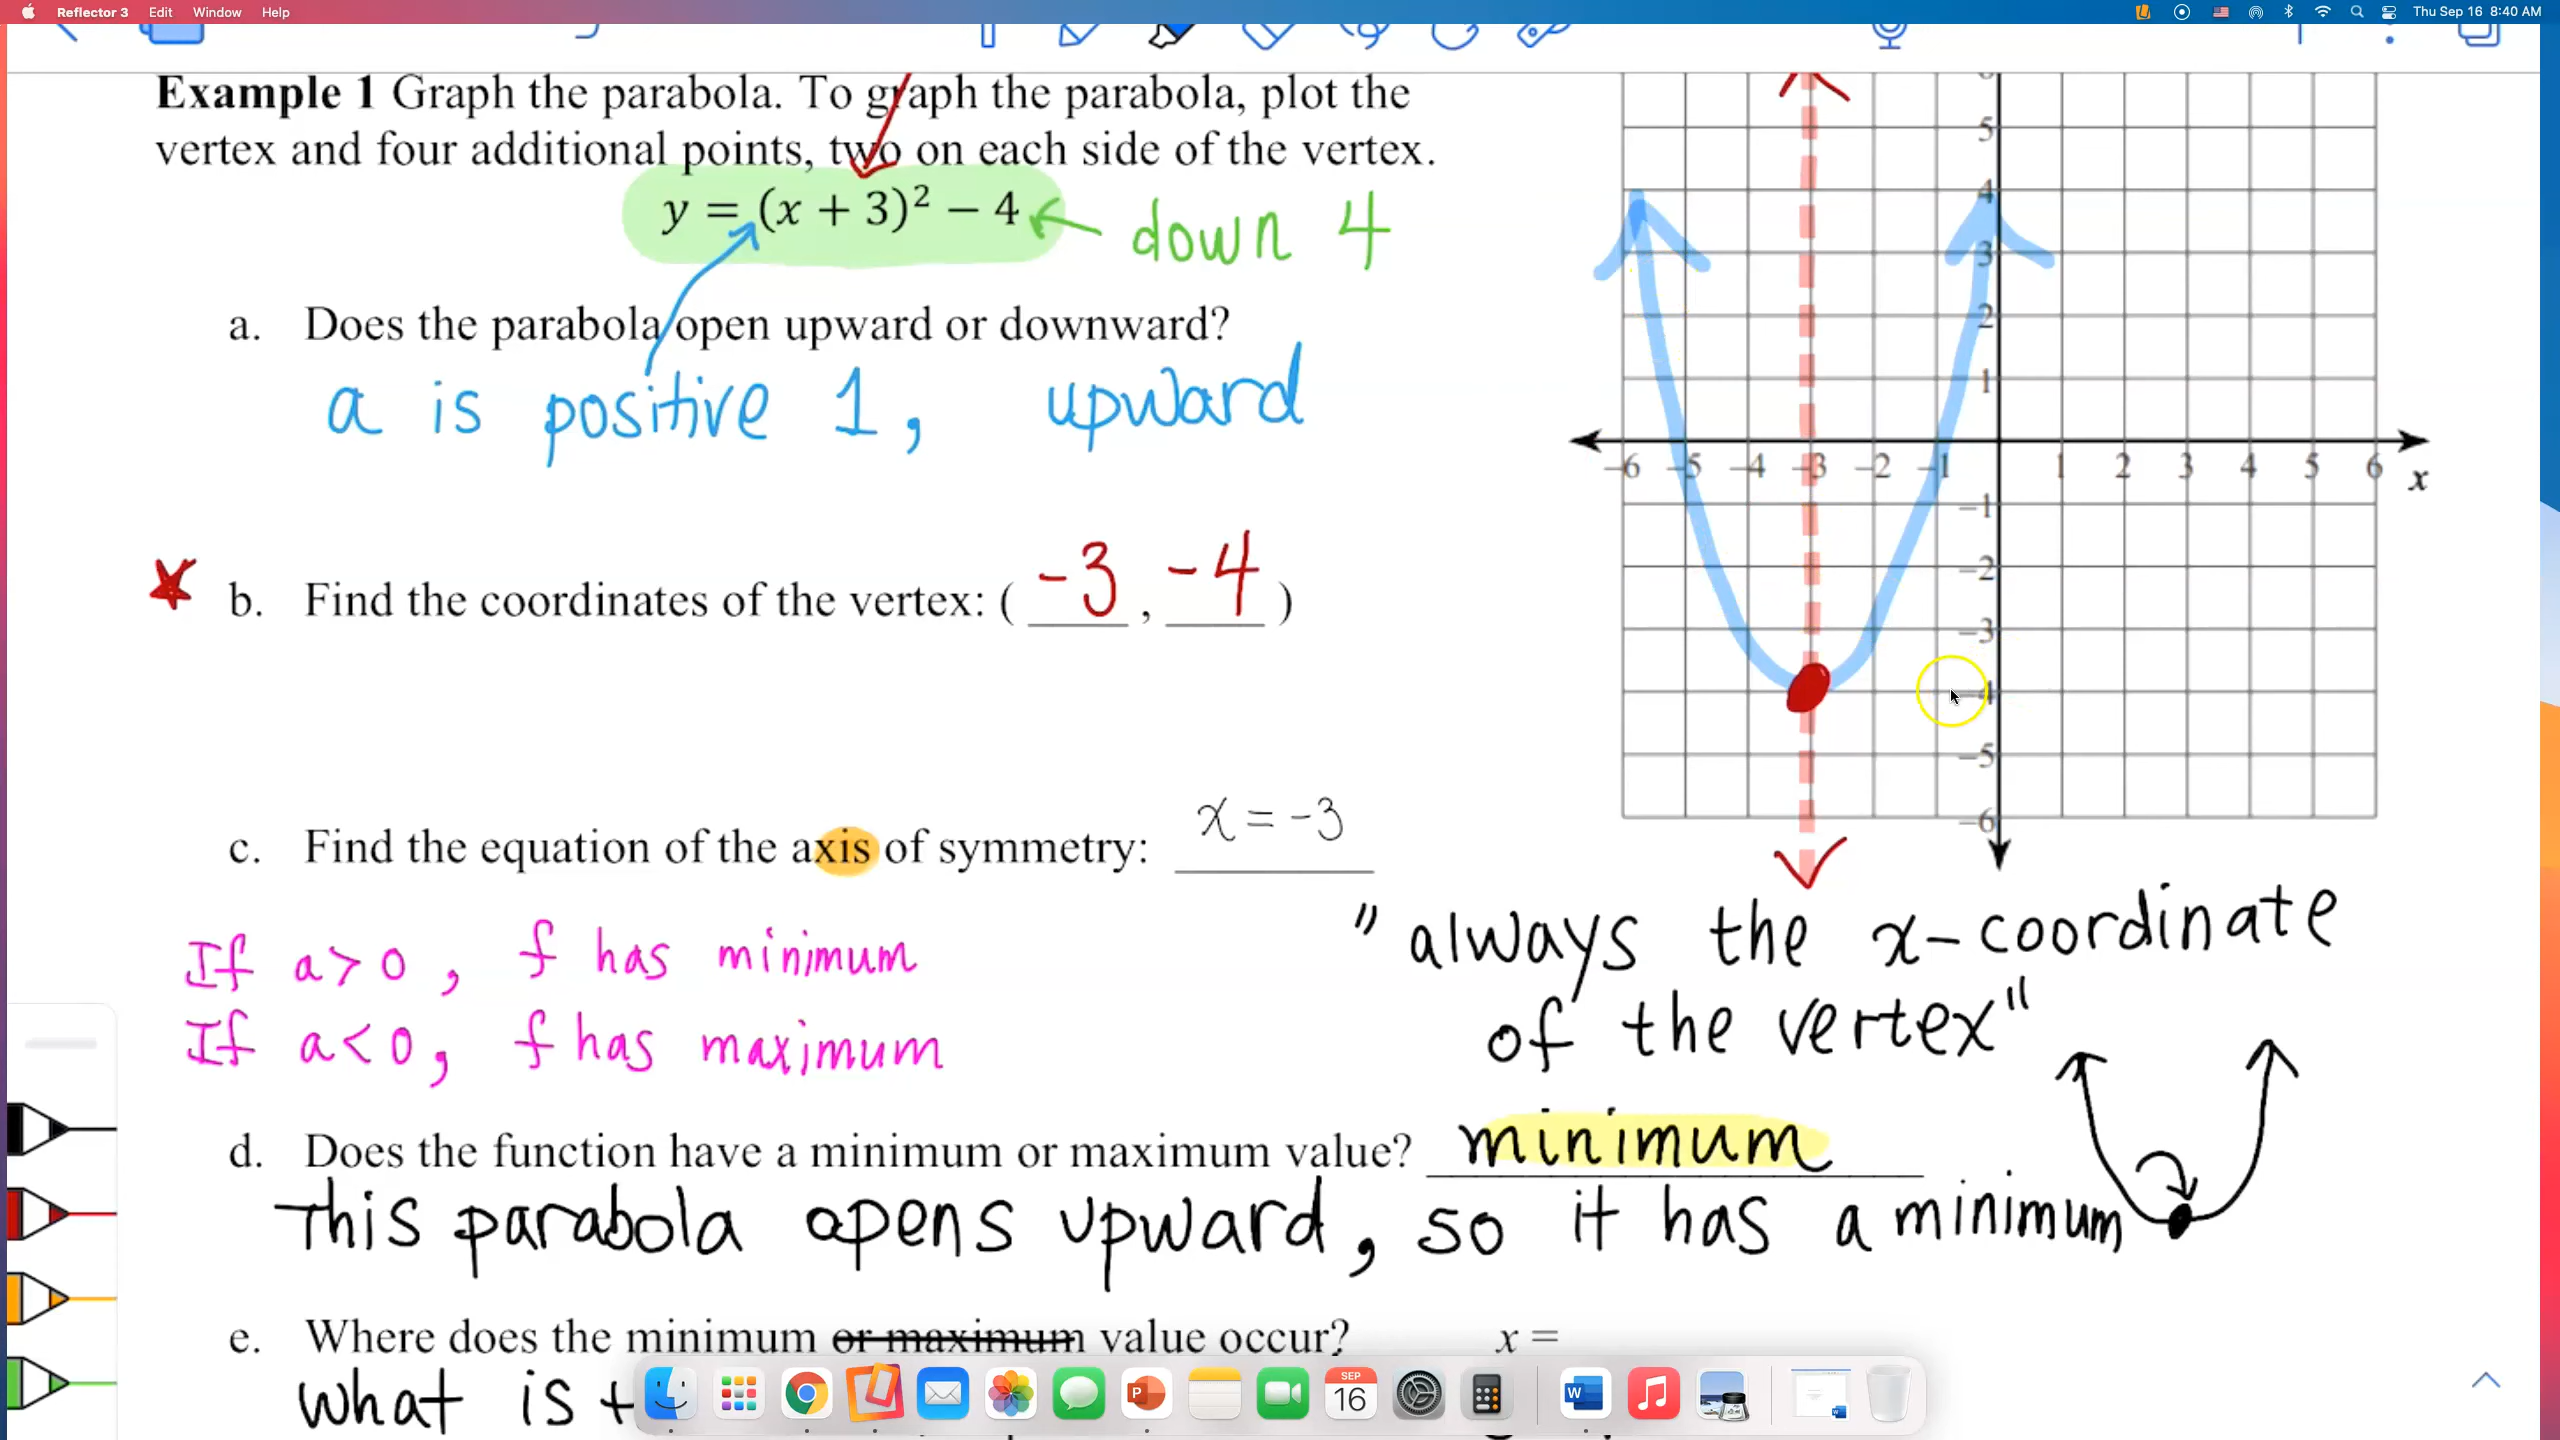 Reflector 3 Edit Window Help Thu Sep 16 8:40 AM
Example 1 Graph the parabola. To graph the parabola, plot the
vertex and four additional points, two on each side of the vertex.
y = (x + 3)² − 4 down 4
a. Does the parabola open upward or downward?
a is positive 1, upward
b. Find the coordinates of the vertex: ( -3 , -4 )
c. Find the equation of the axis of symmetry: x = -3
If a > 0, f has minimum
If a < 0, f has maximum
d. Does the function have a minimum or maximum value? minimum
This parabola opens upward, so it has a minimum
e. Where does the minimum or maximum value occur? x =
What is
5
4
3
2
1
-6 -5 -4 -3 -2 -1 1 2 3 4 5 6 x
-1
-2
-3
-4
-5
-6
"always the x-coordinate
of the vertex"
SEP
16